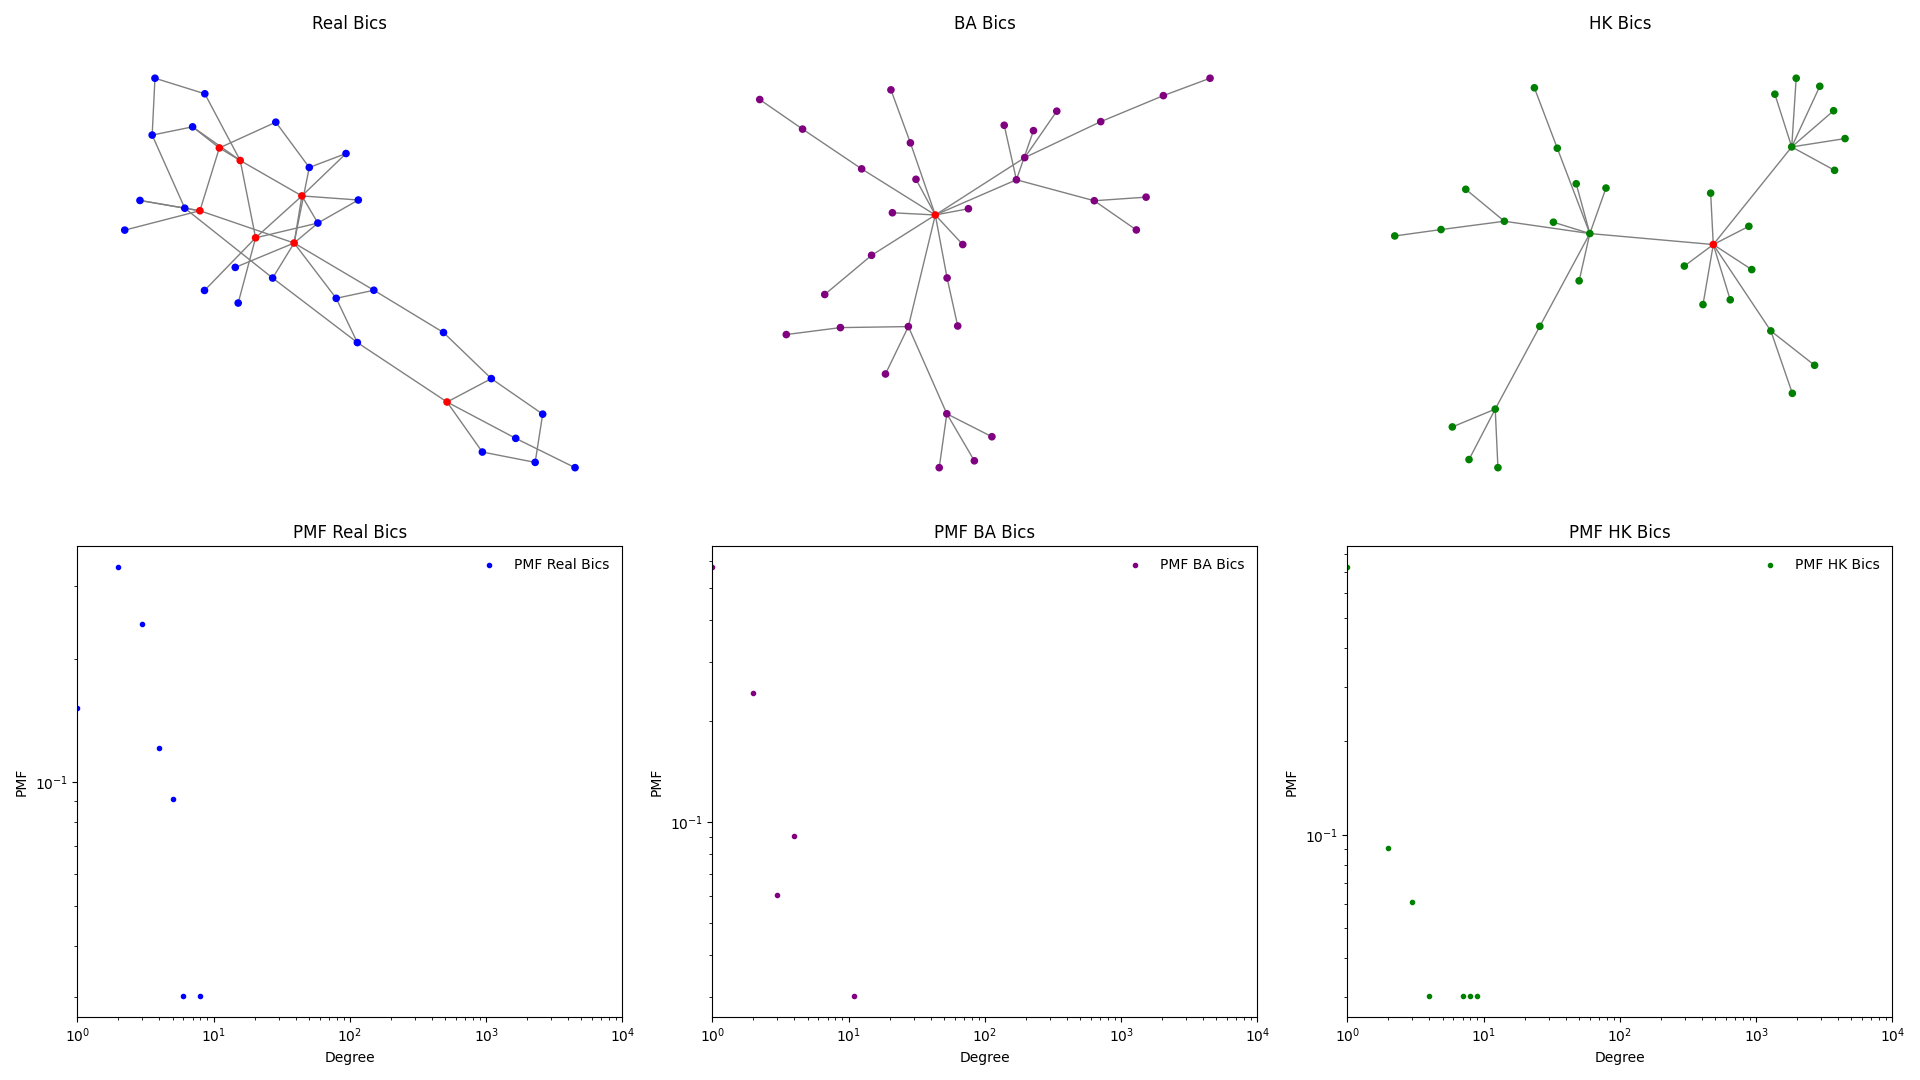 Real Bics
BA Bics
HK Bics
PMF Real Bics
PMF BA Bics
PMF HK Bics
PMF Real Bics
PMF BA Bics
PMF HK Bics
PMF
10⁻¹
PMF
10⁻¹
PMF
10⁻¹
10⁰ 10¹ 10² 10³ 10⁴
10⁰ 10¹ 10² 10³ 10⁴
10⁰ 10¹ 10² 10³ 10⁴
Degree
Degree
Degree